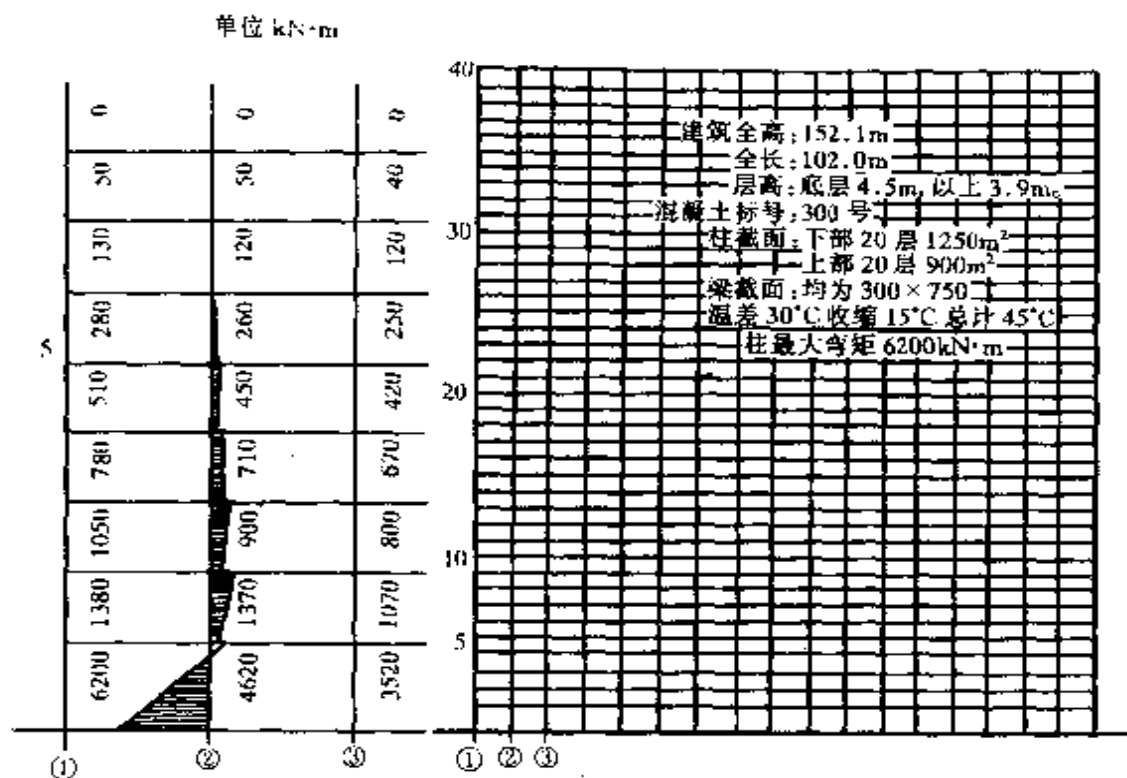 单位 kN·m
0 0 0
50 50 40
130 120 120
280 260 250
510 450 420
780 710 670
1050 900 800
1380 1370 1070
6200 4620 3520
① ② ③
40
30
20
10
5
建筑全高:152.1m
全长:102.0m
层高:底层 4.5m,以上 3.9m。
混凝土标号:300 号
柱截面:下部 20 层 1250m²
上部 20 层 900m²
梁截面:均为 300×750
温差 30°C 收缩 15°C 总计 45°C
柱最大弯矩 6200kN·m
① ② ③